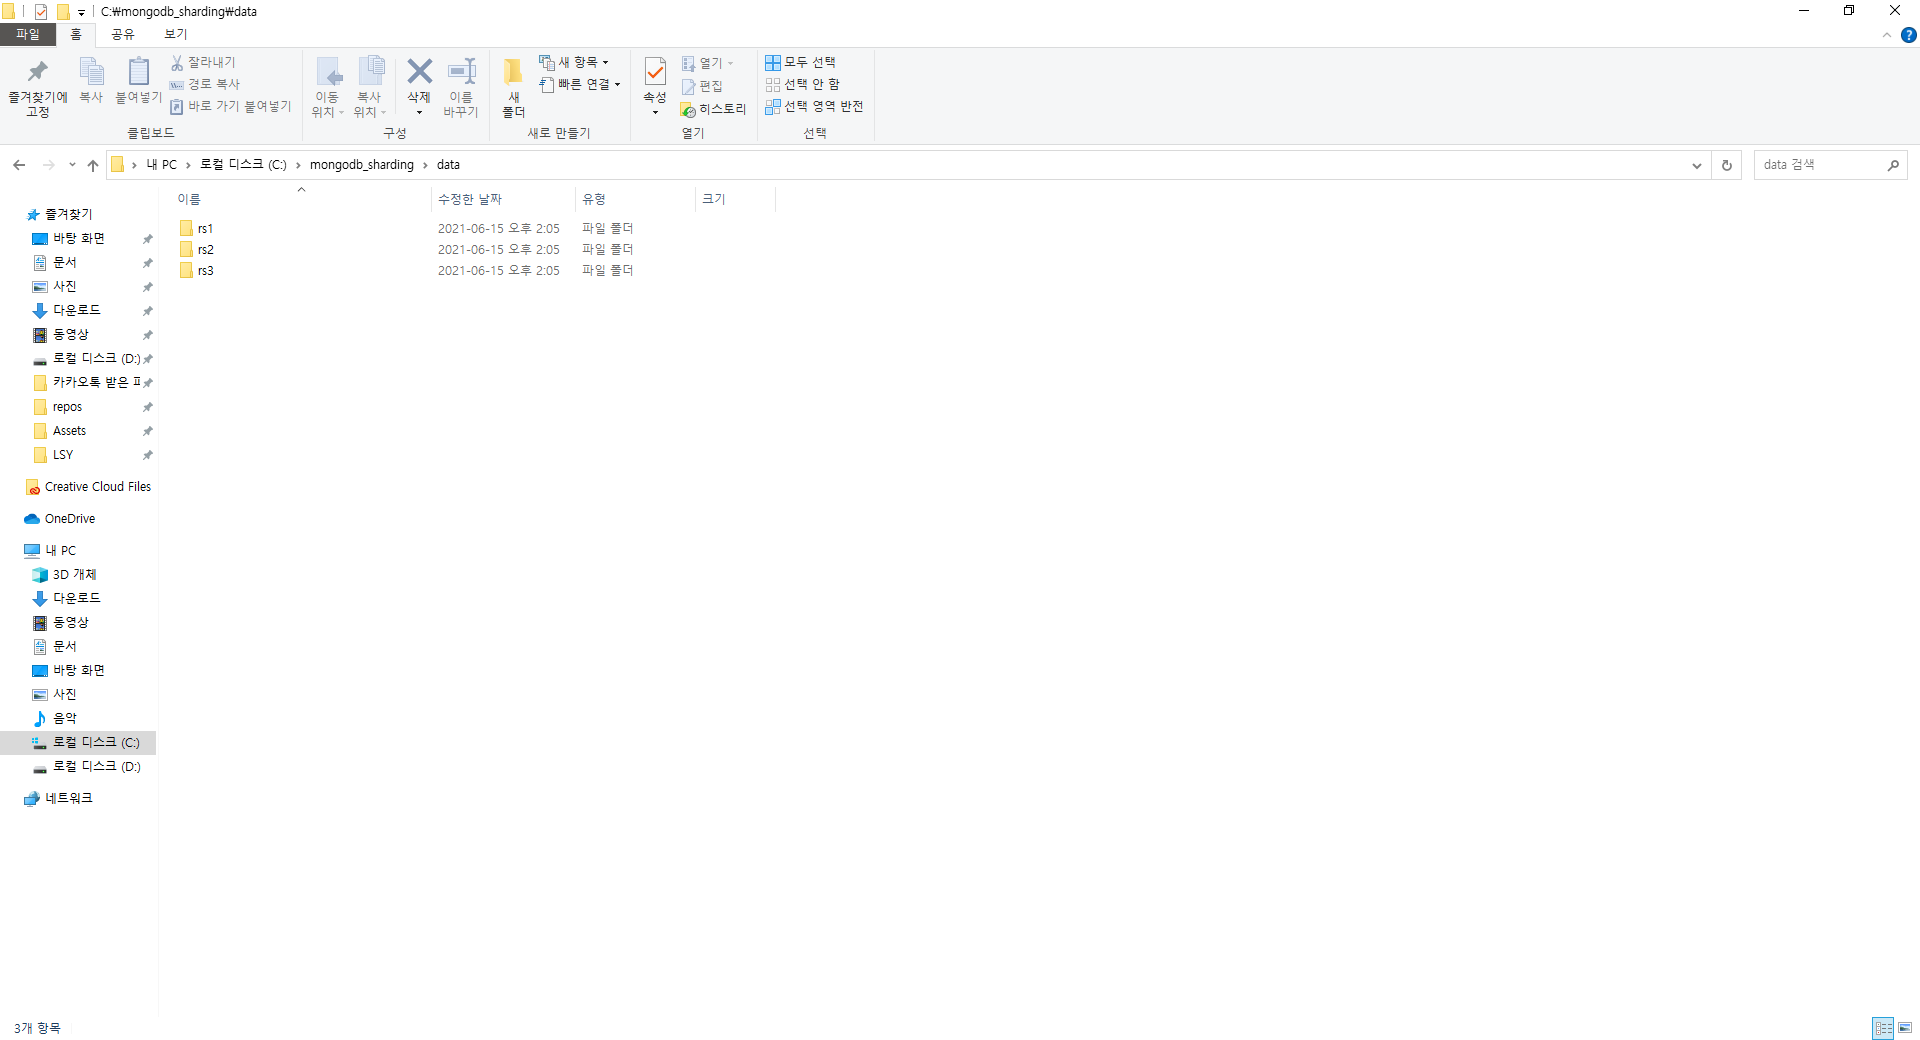 C:₩mongodb_sharding₩data
파일 홈 공유 보기
즐겨찾기에 고정
복사
붙여넣기
잘라내기
경로 복사
바로 가기 붙여넣기
클립보드
이동 위치
복사 위치
삭제
이름 바꾸기
구성
새 폴더
새 항목
빠른 연결
새로 만들기
속성
열기
편집
히스토리
열기
모두 선택
선택 안 함
선택 영역 반전
선택
내 PC › 로컬 디스크 (C:) › mongodb_sharding › data
data 검색
이름 수정한 날짜 유형 크기
rs1 2021-06-15 오후 2:05 파일 폴더
rs2 2021-06-15 오후 2:05 파일 폴더
rs3 2021-06-15 오후 2:05 파일 폴더
즐겨찾기
바탕 화면
문서
사진
다운로드
동영상
로컬 디스크 (D:)
카카오톡 받은
repos
Assets
LSY
Creative Cloud Files
OneDrive
내 PC
3D 개체
다운로드
동영상
문서
바탕 화면
사진
음악
로컬 디스크 (C:)
로컬 디스크 (D:)
네트워크
3개 항목